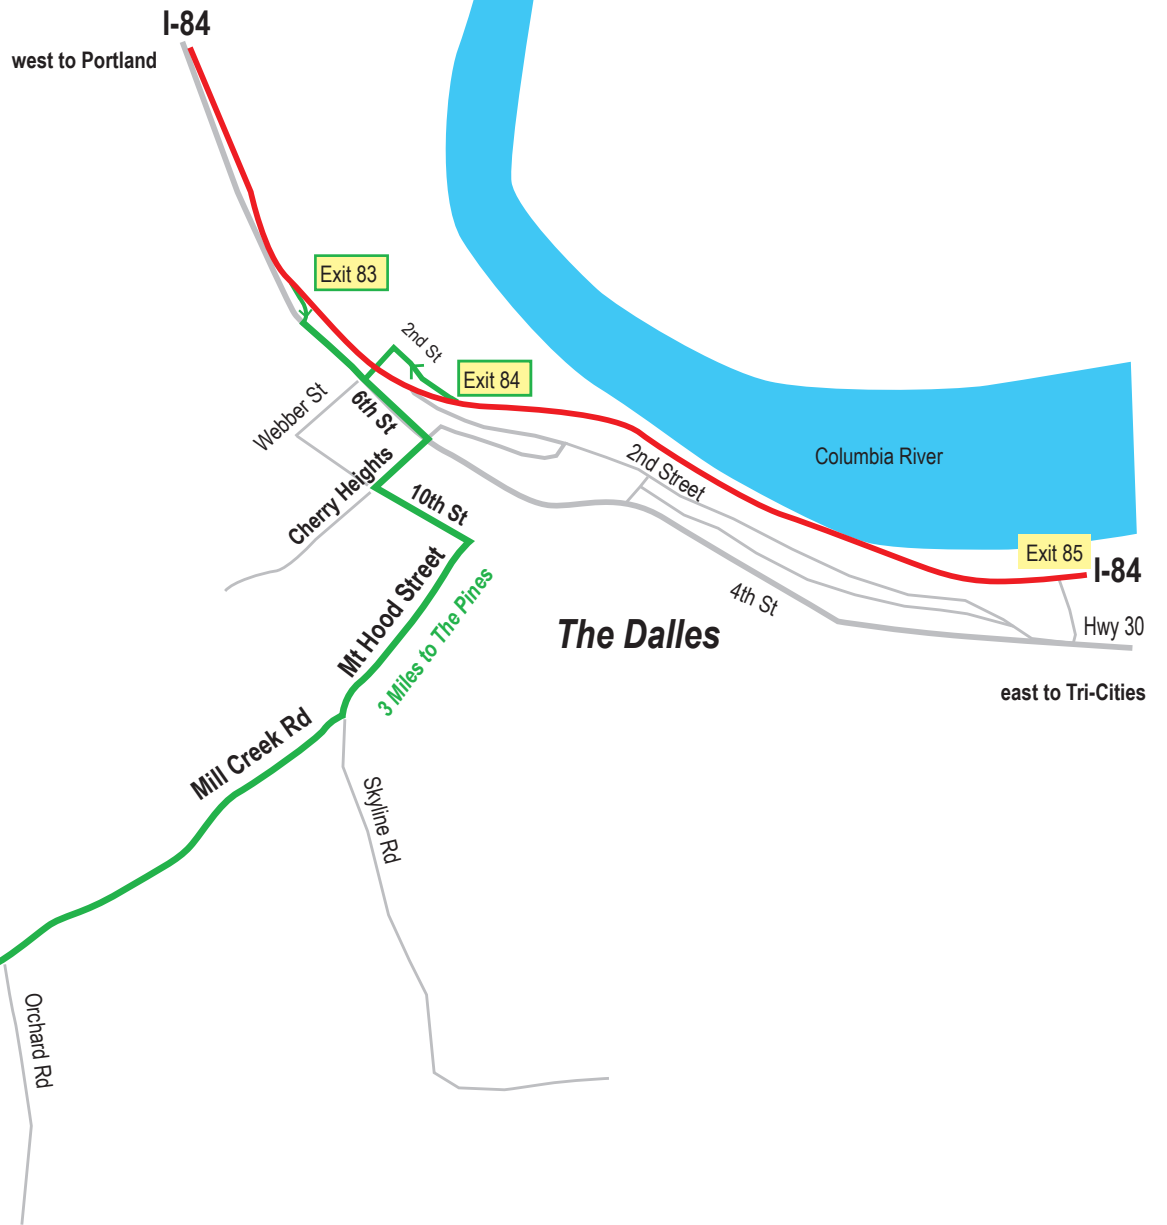 I-84
west to Portland
Exit 83
2nd St
Exit 84
Webber St
6th St
Cherry Heights
10th St
2nd Street
Columbia River
Exit 85
I-84
4th St
Hwy 30
The Dalles
Mt Hood Street
3 Miles to The Pines
east to Tri-Cities
Mill Creek Rd
Skyline Rd
Orchard Rd